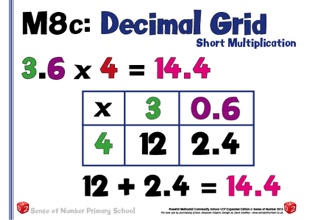 M8c: Decimal Grid
Short Multiplication
3.6 x 4 = 14.4
x 3 0.6
4 12 2.4
12 + 2.4 = 14.4
Sense of Number Primary School